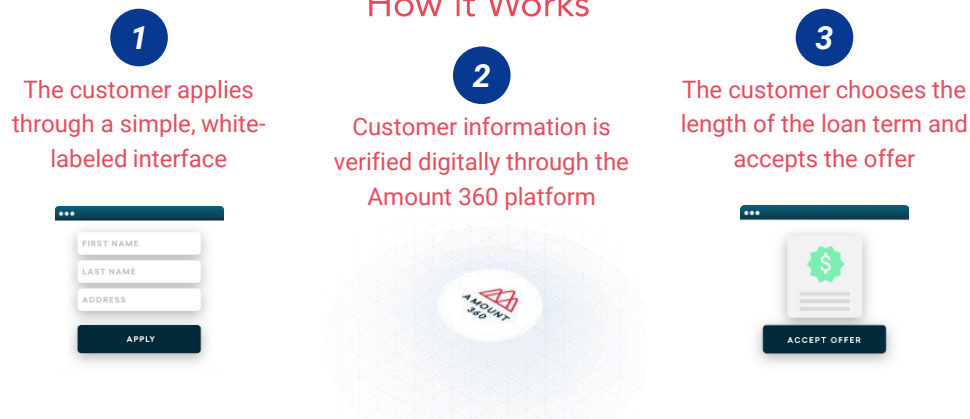 How it Works
1
The customer applies
through a simple, white-
labeled interface
FIRST NAME
LAST NAME
ADDRESS
APPLY
2
Customer information is
verified digitally through the
Amount 360 platform
AMOUNT
360
3
The customer chooses the
length of the loan term and
accepts the offer
$
ACCEPT OFFER